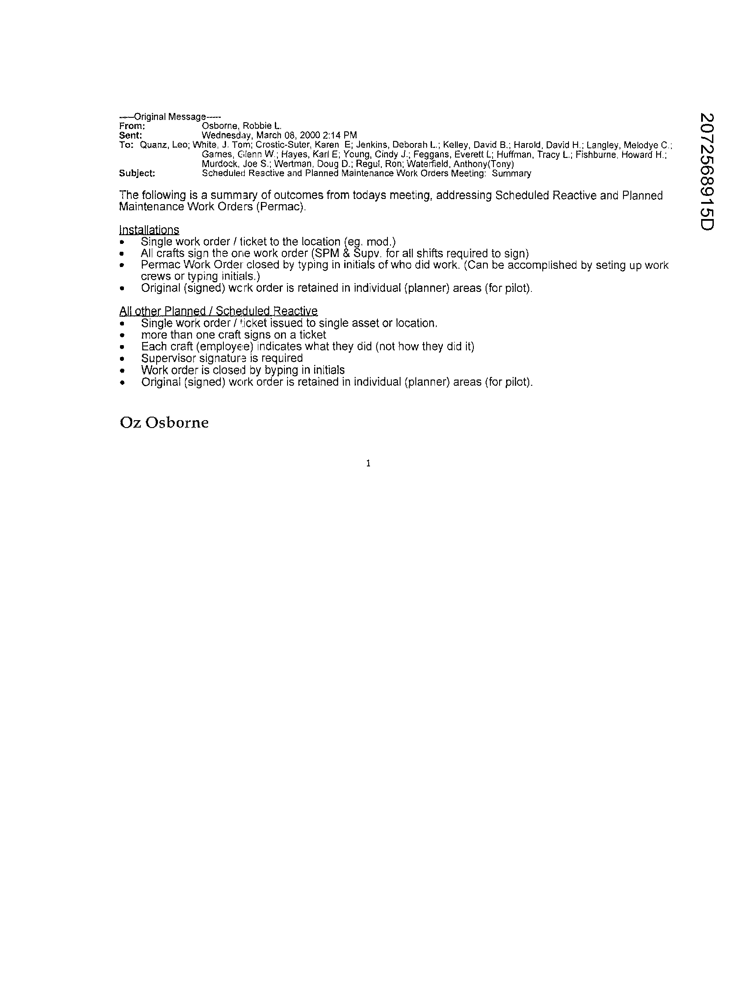 -----Original Message-----
From: Osborne, Robbie L.
Sent: Wednesday, March 08, 2000 2:14 PM
To: Quanz, Leo; White, J. Tom; Crostic-Suter, Karen E; Jenkins, Deborah L.; Kelley, David B.; Harold, David H.; Langley, Melodye C.;
Garnes, Glenn W.; Hayes, Karl E; Young, Cindy J.; Feggans, Everett L; Huffman, Tracy L.; Fishburne, Howard H.;
Murdock, Joe S.; Wertman, Doug D.; Regul, Ron; Waterfield, Anthony(Tony)
Subject: Scheduled Reactive and Planned Maintenance Work Orders Meeting: Summary
The following is a summary of outcomes from todays meeting, addressing Scheduled Reactive and Planned
Maintenance Work Orders (Permac).
Installations
• Single work order / ticket to the location (eg. mod.)
• All crafts sign the one work order (SPM & Supv. for all shifts required to sign)
• Permac Work Order closed by typing in initials of who did work. (Can be accomplished by seting up work
crews or typing initials.)
• Original (signed) work order is retained in individual (planner) areas (for pilot).
All other Planned / Scheduled Reactive
• Single work order / ticket issued to single asset or location.
• more than one craft signs on a ticket
• Each craft (employee) indicates what they did (not how they did it)
• Supervisor signature is required
• Work order is closed by byping in initials
• Original (signed) work order is retained in individual (planner) areas (for pilot).
Oz Osborne
1
2072568915D